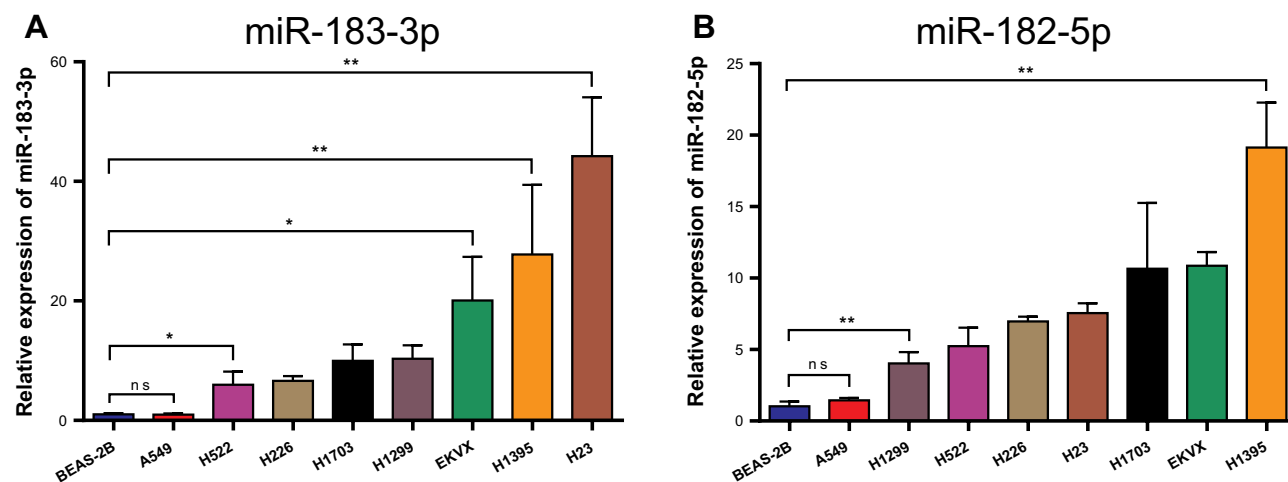 A
miR-183-3p
Relative expression of miR-183-3p
60
40
20
0
**
**
*
*
n s
BEAS-2B
A549
H522
H226
H1703
H1299
EKVX
H1395
H23
B
miR-182-5p
Relative expression of miR-182-5p
25
20
15
10
5
0
**
**
n s
BEAS-2B
A549
H1299
H522
H226
H23
H1703
EKVX
H1395